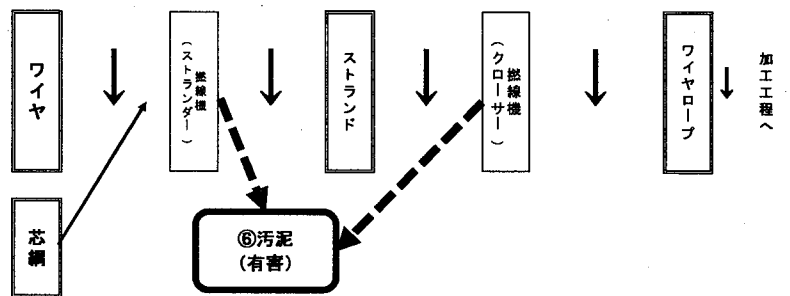 ワイヤ
撚線機
(ストランダー)
ストランド
撚線機
(クローサー)
ワイヤロープ
加工工程へ
芯綱
⑥汚泥
(有害)